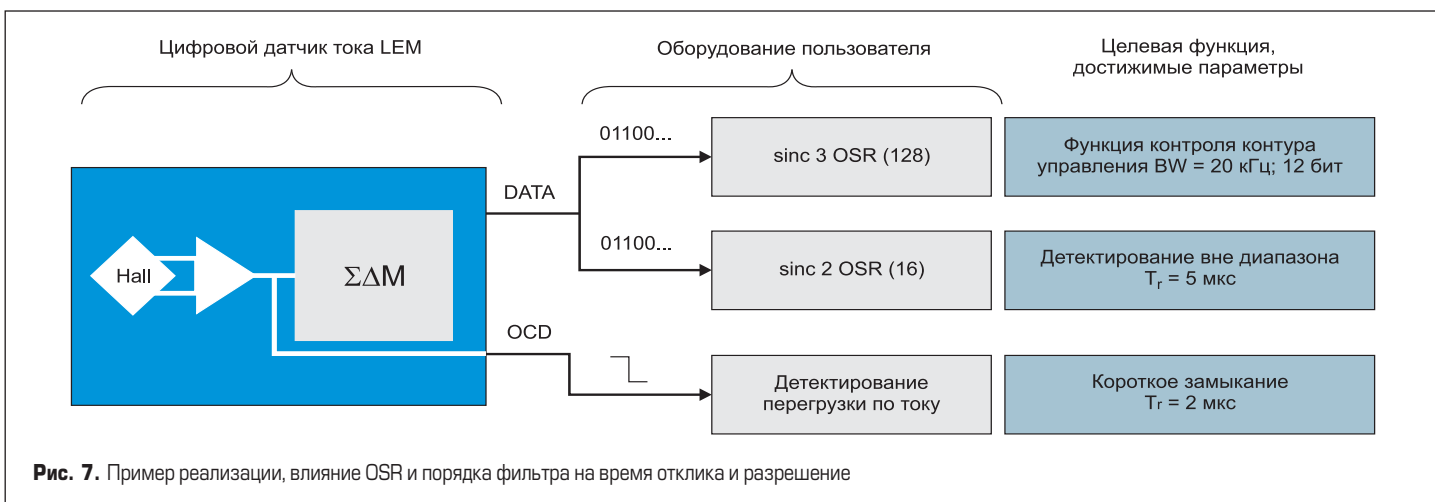 Цифровой датчик тока LEM
Оборудование пользователя
Целевая функция,
достижимые параметры
Hall
ΣΔM
DATA
OCD
01100...
01100...
sinc 3 OSR (128)
sinc 2 OSR (16)
Детектирование
перегрузки по току
Функция контроля контура
управления BW = 20 кГц; 12 бит
Детектирование вне диапазона
Tr = 5 мкс
Короткое замыкание
Tr = 2 мкс
Рис. 7. Пример реализации, влияние OSR и порядка фильтра на время отклика и разрешение